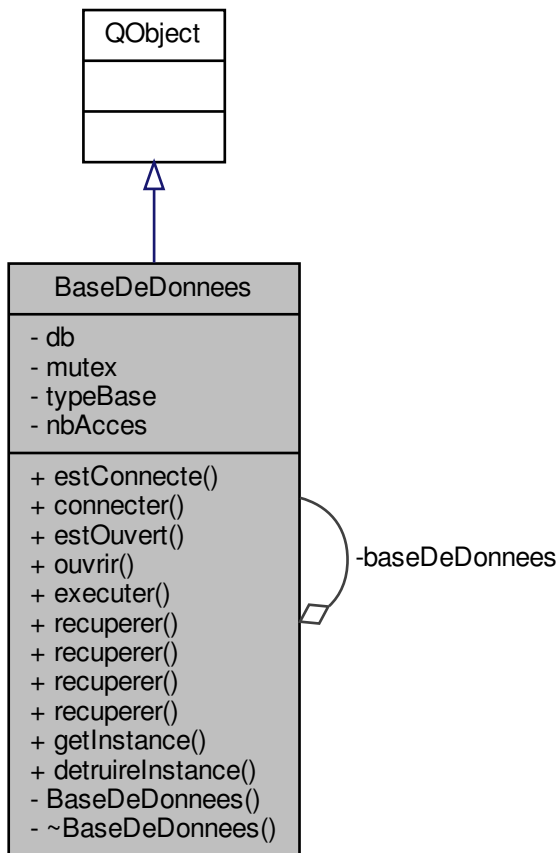 QObject
BaseDeDonnees
- db
- mutex
- typeBase
- nbAcces
+ estConnecte()
+ connecter()
+ estOuvert()
+ ouvrir()
+ executer()
+ recuperer()
+ recuperer()
+ recuperer()
+ recuperer()
+ getInstance()
+ detruireInstance()
- BaseDeDonnees()
- ~BaseDeDonnees()
-baseDeDonnees